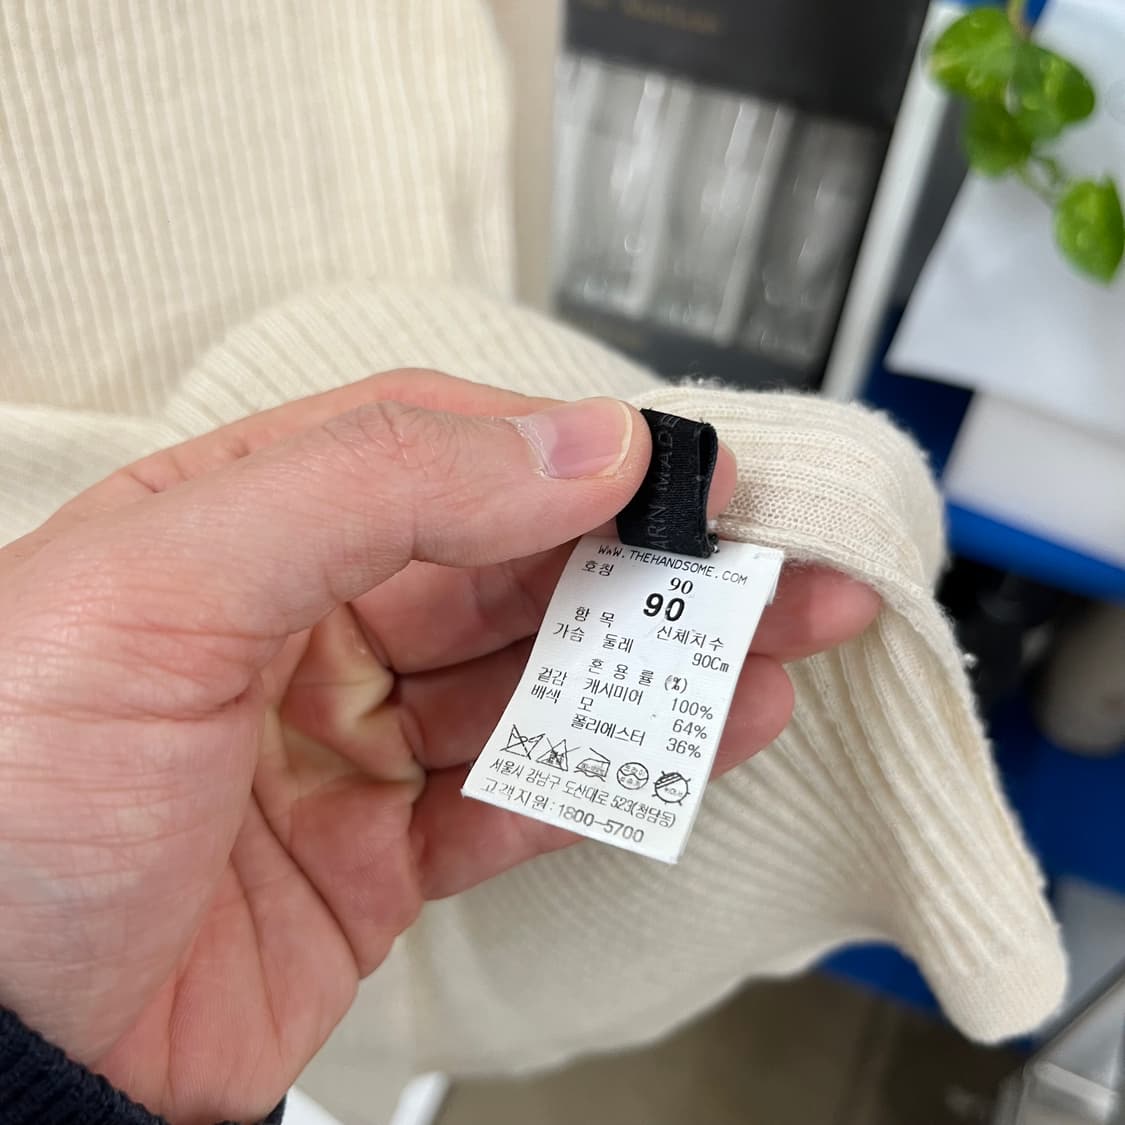 ARN MADE
WWW.THEHANDSOME.COM
호칭 90
90
항 목 신체치수
가슴 둘레 90Cm
혼 용 률 (%)
겉감 캐시미어 100%
배색 모 64%
폴리에스터 36%
서울시 강남구 도산대로 523(청담동)
고객지원:1800-5700